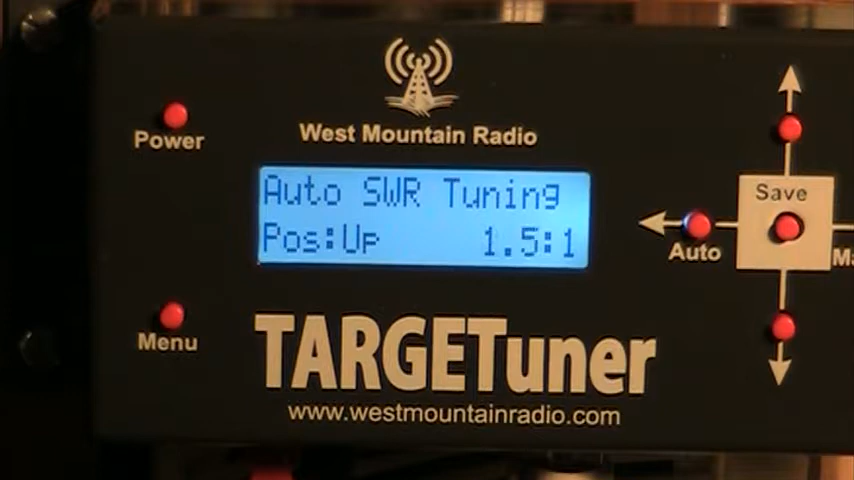 West Mountain Radio
Power
Auto SWR Tuning
Pos:Up 1.5:1
Save
Auto
Menu
TARGETuner
www.westmountainradio.com